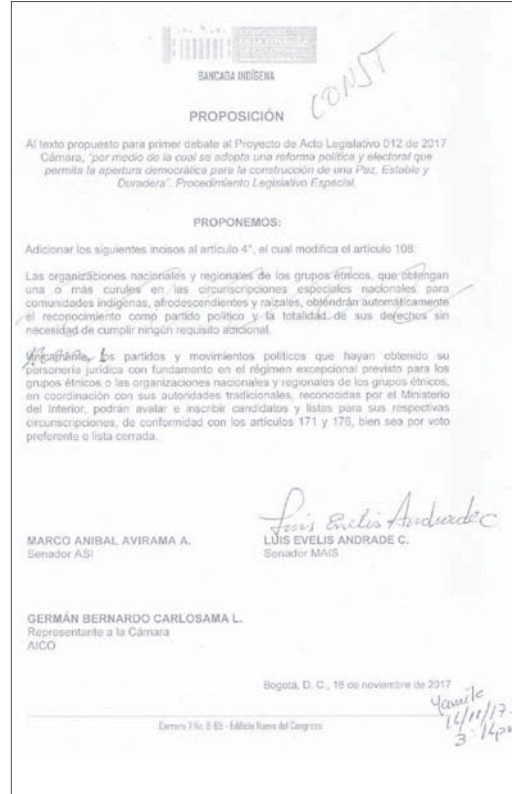 BANCADA INDÍGENA
CONST
PROPOSICIÓN
Al texto propuesto para primer debate al Proyecto de Acto Legislativo 012 de 2017
Cámara, "por medio de la cual se adopta una reforma política y electoral que
permita la apertura democrática para la construcción de una Paz, Estable y
Duradera". Procedimiento Legislativo Especial.
PROPONEMOS:
Adicionar los siguientes incisos al artículo 4°, el cual modifica el artículo 108:
Las organizaciones nacionales y regionales de los grupos étnicos, que obtengan
una o más curules en las circunscripciones especiales nacionales para
comunidades indígenas, afrodescendientes y raizales, obtendrán automáticamente
el reconocimiento como partido político y la totalidad de sus derechos sin
necesidad de cumplir ningún requisito adicional.
Únicamente, los partidos y movimientos políticos que hayan obtenido su
personería jurídica con fundamento en el régimen excepcional previsto para los
grupos étnicos o las organizaciones nacionales y regionales de los grupos étnicos,
en coordinación con sus autoridades tradicionales, reconocidas por el Ministerio
del Interior, podrán avalar e inscribir candidatos y listas para sus respectivas
circunscripciones, de conformidad con los artículos 171 y 176, bien sea por voto
preferente o lista cerrada.
Luis Evelis Andrade C
MARCO ANIBAL AVIRAMA A.
Senador ASI
LUIS EVELIS ANDRADE C.
Senador MAIS
GERMÁN BERNARDO CARLOSAMA L.
Representante a la Cámara
AICO
Bogotá, D. C., 16 de noviembre de 2017
Yamile
3:14pm
Carrera 7 No. 8-68 - Edificio Nuevo del Congreso